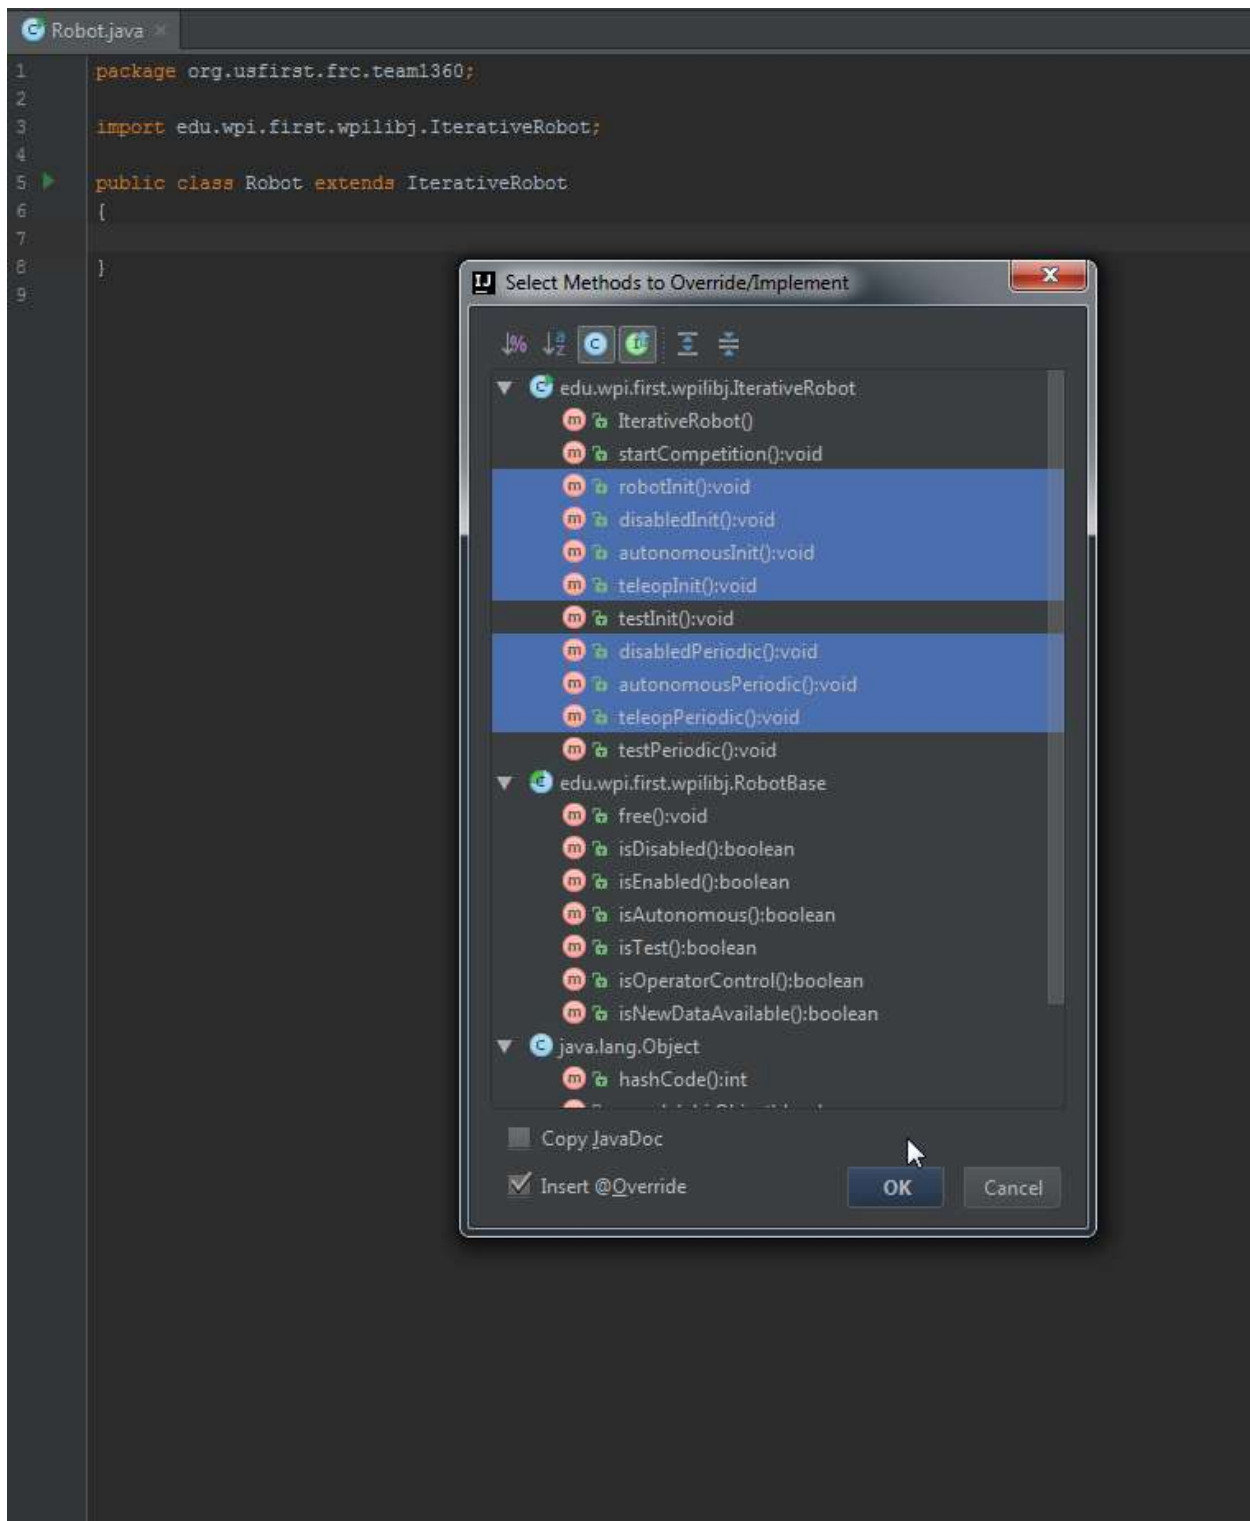 Robot.java
1 package org.usfirst.frc.team1360;
2
3 import edu.wpi.first.wpilibj.IterativeRobot;
4
5 public class Robot extends IterativeRobot
6 {
7
8 }
9
IJ Select Methods to Override/Implement
edu.wpi.first.wpilibj.IterativeRobot
m IterativeRobot()
m startCompetition():void
m robotInit():void
m disabledInit():void
m autonomousInit():void
m teleopInit():void
m testInit():void
m disabledPeriodic():void
m autonomousPeriodic():void
m teleopPeriodic():void
m testPeriodic():void
edu.wpi.first.wpilibj.RobotBase
m free():void
m isDisabled():boolean
m isEnabled():boolean
m isAutonomous():boolean
m isTest():boolean
m isOperatorControl():boolean
m isNewDataAvailable():boolean
java.lang.Object
m hashCode():int
Copy JavaDoc
Insert @Override
OK Cancel